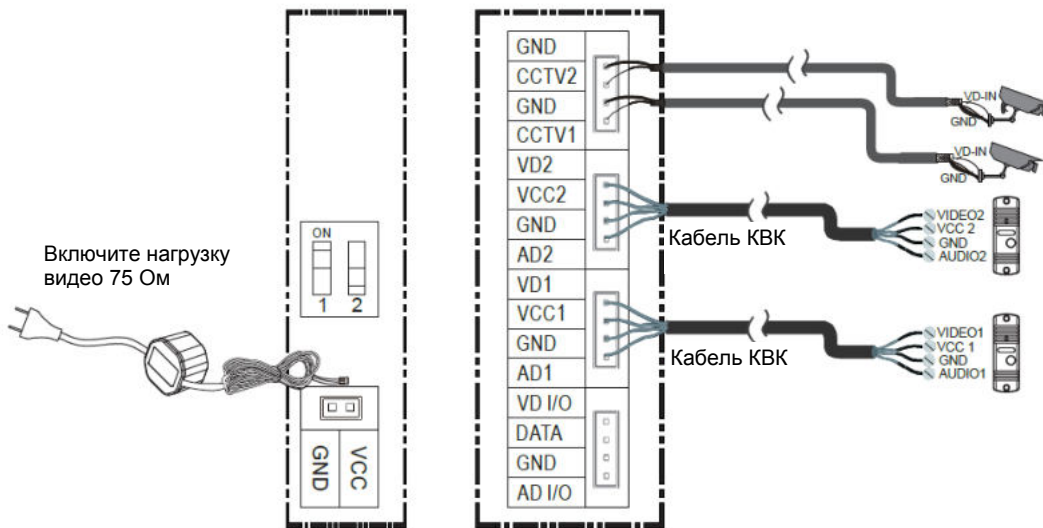 Включите нагрузку
видео 75 Ом
ON
1 2
GND
VCC
GND
CCTV2
GND
CCTV1
VD2
VCC2
GND
AD2
VD1
VCC1
GND
AD1
VD I/O
DATA
GND
AD I/O
VD-IN
GND
VD-IN
GND
Кабель КВК
VIDEO2
VCC 2
GND
AUDIO2
Кабель КВК
VIDEO1
VCC 1
GND
AUDIO1